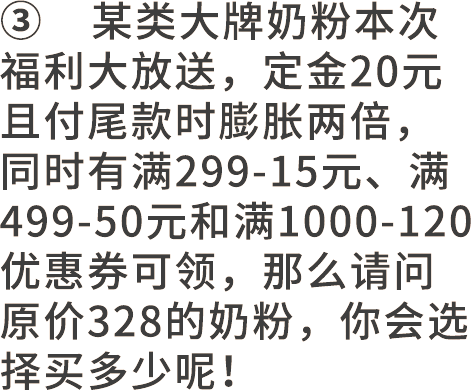 ③ 某类大牌奶粉本次
福利大放送，定金20元
且付尾款时膨胀两倍，
同时有满299-15元、满
499-50元和满1000-120
优惠券可领，那么请问
原价328的奶粉，你会选
择买多少呢！